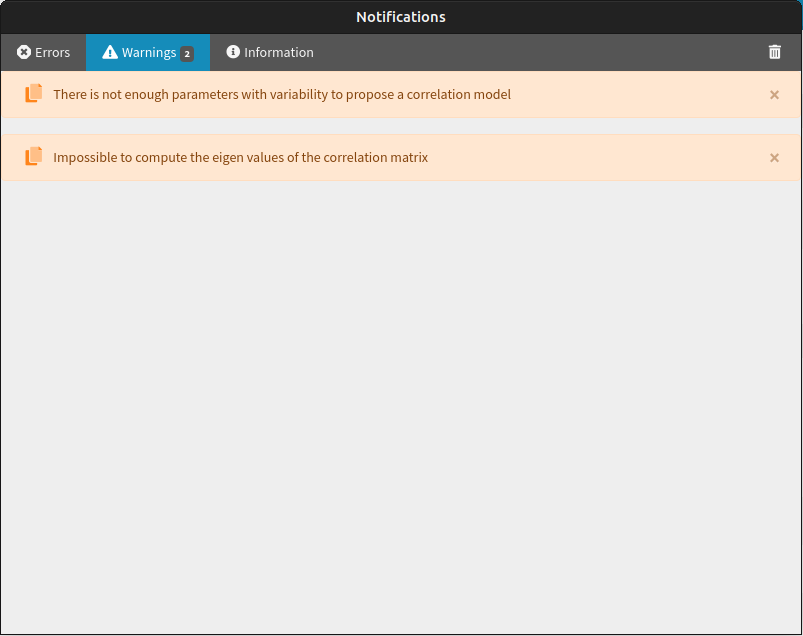 Notifications
Errors
Warnings 2
Information
There is not enough parameters with variability to propose a correlation model
Impossible to compute the eigen values of the correlation matrix